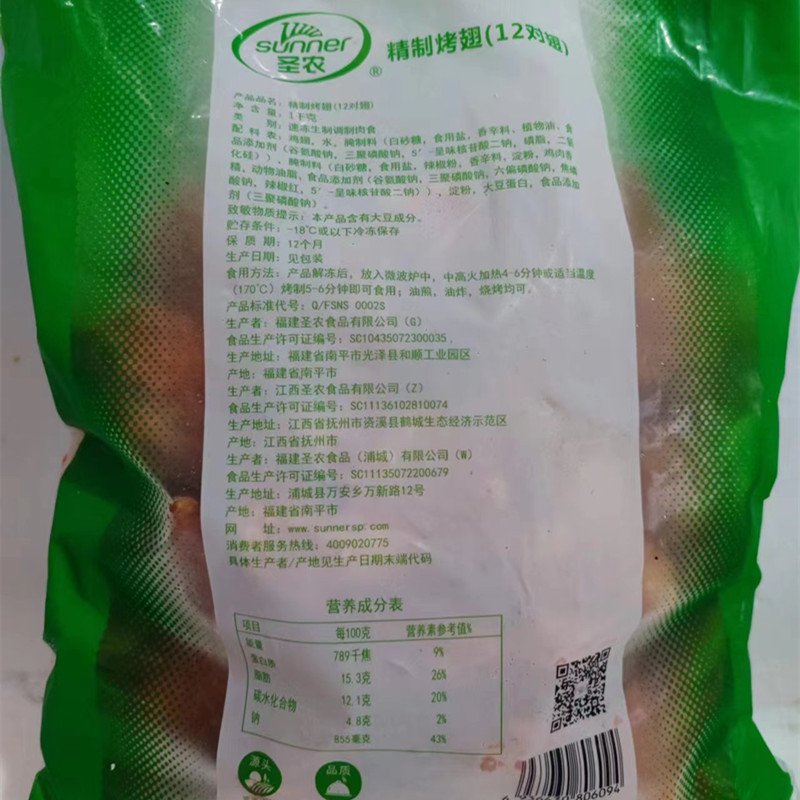 sunner
圣农
®
精制烤翅(12对翅)
产品品名: 精制烤翅(12对翅)
净 含 量: 1千克
类 别: 速冻生制调制肉食
配 料 表: 鸡翅, 水, 腌制料 (白砂糖, 食用盐, 香辛料, 植物油, 食
品添加剂 (谷氨酸钠, 三聚磷酸钠, 5'-呈味核苷酸二钠, 磷脂, 二氧
化硅)), 腌制料 (白砂糖, 食用盐, 辣椒粉, 香辛料, 淀粉, 鸡肉香
精, 动物油脂, 食品添加剂 (谷氨酸钠, 三聚磷酸钠, 六偏磷酸钠, 焦磷
酸钠, 辣椒红, 5'-呈味核苷酸二钠)), 淀粉, 大豆蛋白, 食品添加
剂 (三聚磷酸钠)。
致敏物质提示: 本产品含有大豆成分。
贮存条件: -18℃或以下冷冻保存
保 质 期: 12个月
生产日期: 见包装
食用方法: 产品解冻后, 放入微波炉中, 中高火加热4-6分钟或适当温度
(170℃) 烤制5-6分钟即可食用; 油煎, 油炸, 烧烤均可。
产品标准代号: Q/FSNS 0002S
生产者: 福建圣农食品有限公司 (G)
食品生产许可证编号: SC10435072300035
生产地址: 福建省南平市光泽县和顺工业园区
产地: 福建省南平市
生产者: 江西圣农食品有限公司 (Z)
食品生产许可证编号: SC11136102810074
生产地址: 江西省抚州市资溪县鹤城生态经济示范区
产地: 江西省抚州市
生产者: 福建圣农食品 (浦城) 有限公司 (W)
食品生产许可证编号: SC11135072200679
生产地址: 浦城县万安乡万新路12号
产地: 福建省南平市
网 址: www.sunnersp.com
消费者服务热线: 4009020775
具体生产者/产地见生产日期末端代码
营养成分表
项目 每100克 营养素参考值%
能量 789千焦 9%
蛋白质 15.3克 26%
脂肪 12.1克 20%
碳水化合物 4.8克 2%
钠 855毫克 43%
源头
品质
806094